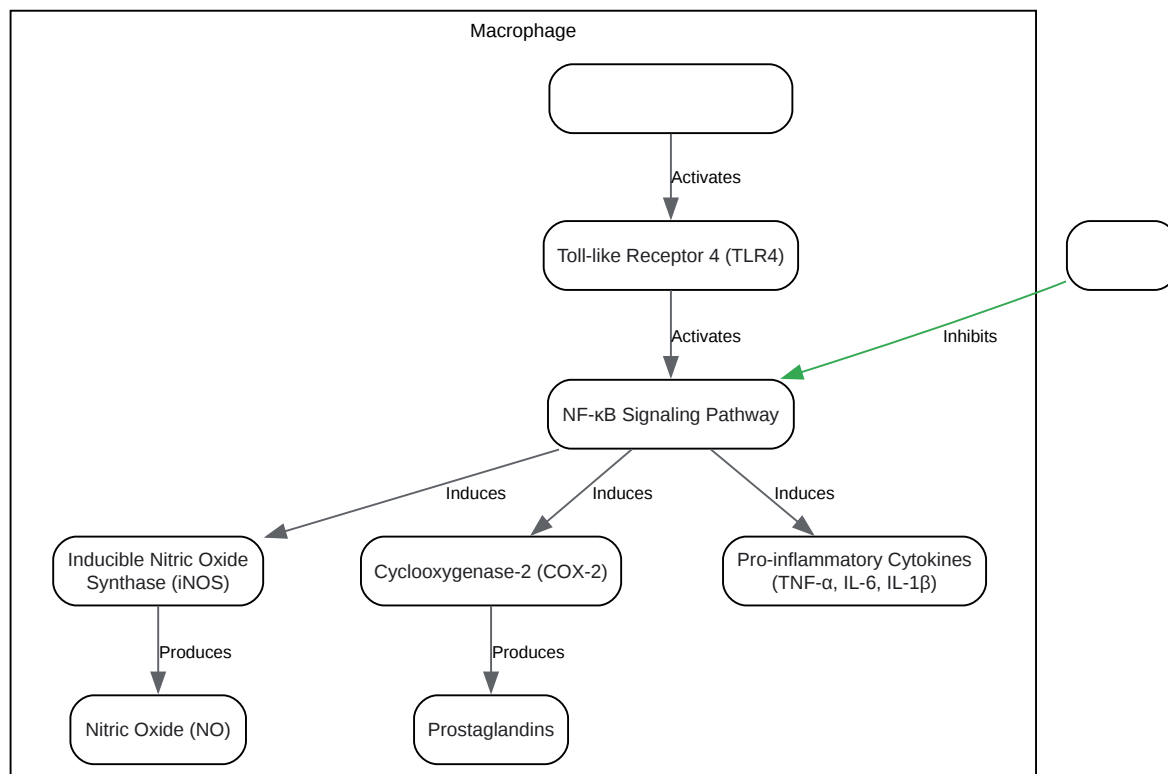 Macrophage
Activates
Toll-like Receptor 4 (TLR4)
Activates
Inhibits
NF-κB Signaling Pathway
Induces
Induces
Induces
Inducible Nitric Oxide
Synthase (iNOS)
Cyclooxygenase-2 (COX-2)
Pro-inflammatory Cytokines
(TNF-α, IL-6, IL-1β)
Produces
Produces
Nitric Oxide (NO)
Prostaglandins